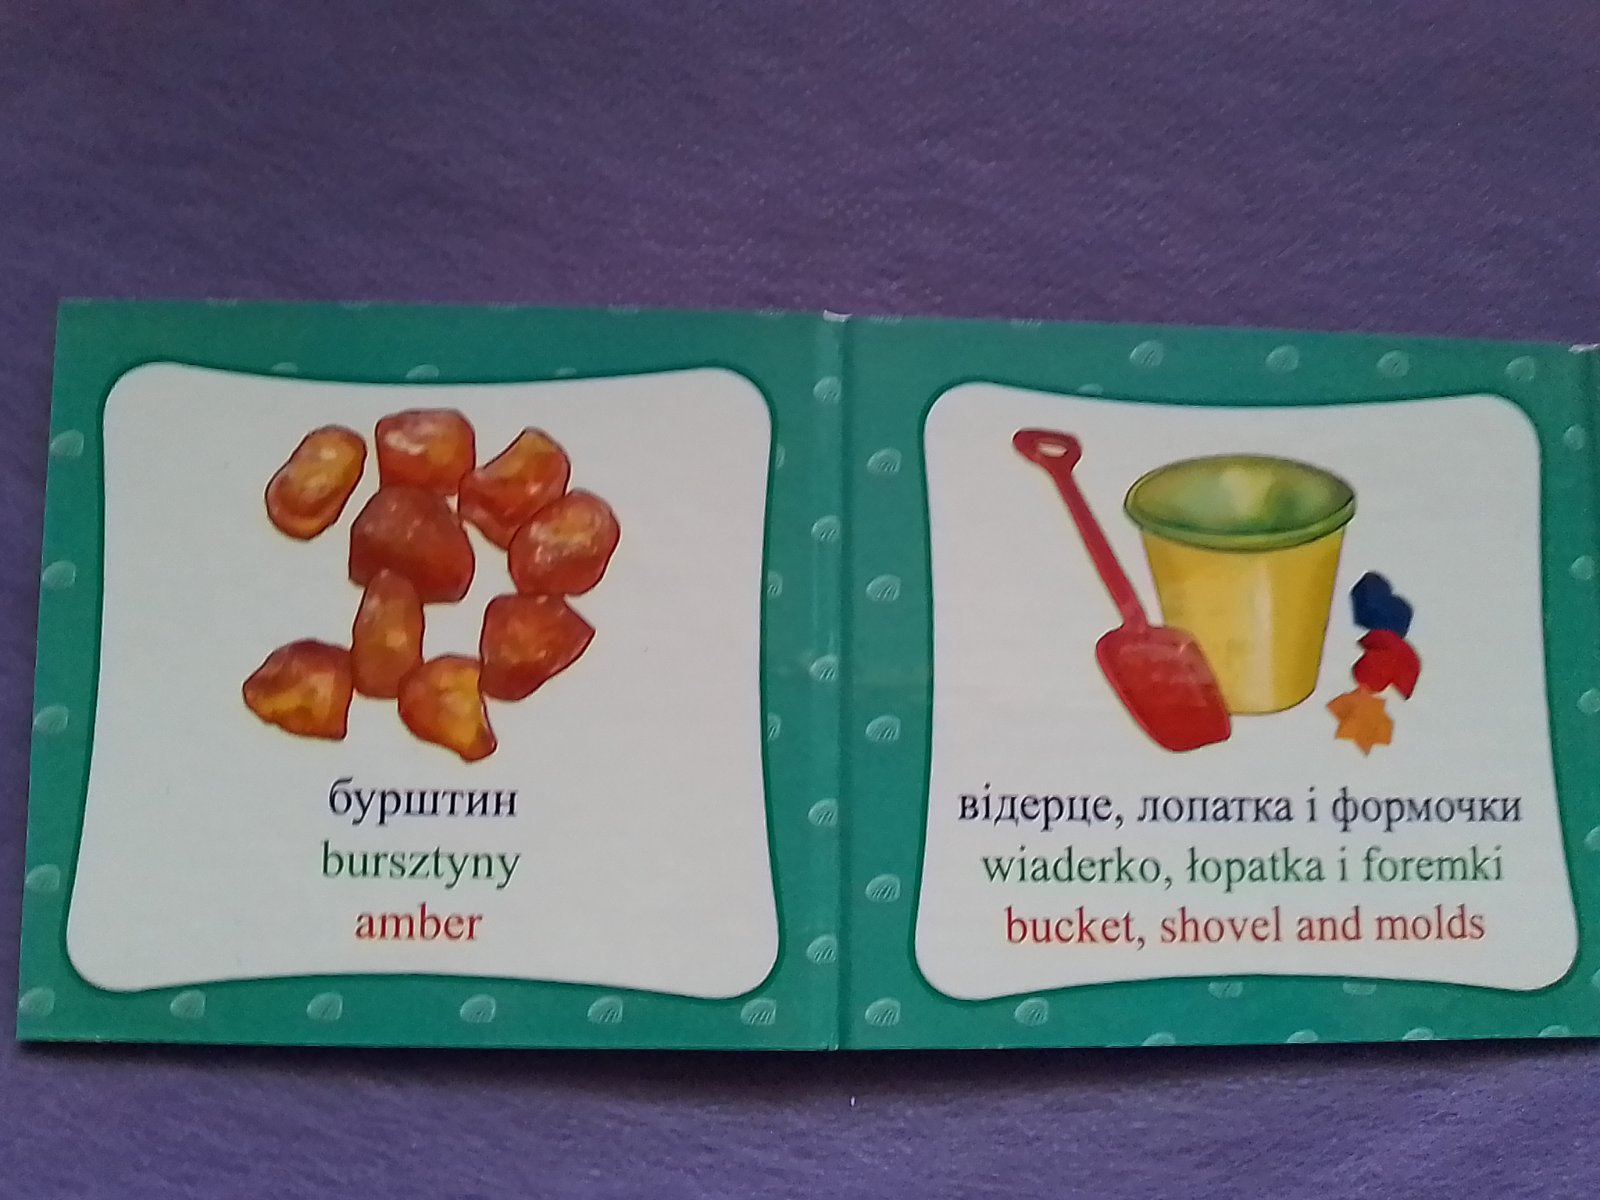 бурштин
bursztyny
amber
відерце, лопатка і формочки
wiaderko, łopatka i foremki
bucket, shovel and molds